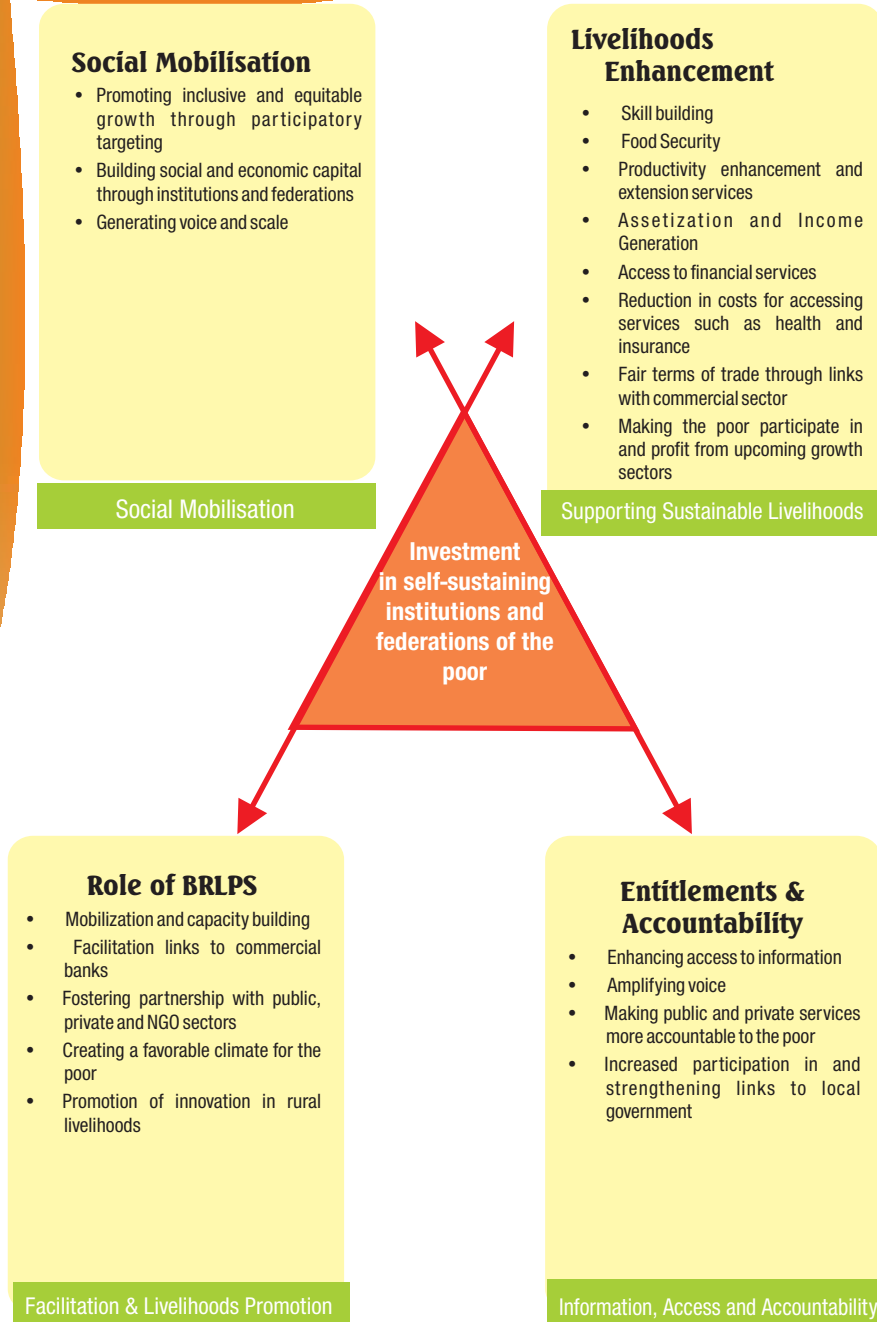 Social Mobilisation
• Promoting inclusive and equitable
growth through participatory
targeting
• Building social and economic capital
through institutions and federations
• Generating voice and scale
Social Mobilisation
Livelihoods
Enhancement
• Skill building
• Food Security
• Productivity enhancement and
extension services
• Assetization and Income
Generation
• Access to financial services
• Reduction in costs for accessing
services such as health and
insurance
• Fair terms of trade through links
with commercial sector
• Making the poor participate in
and profit from upcoming growth
sectors
Supporting Sustainable Livelihoods
Investment
in self-sustaining
institutions and
federations of the
poor
Role of BRLPS
• Mobilization and capacity building
• Facilitation links to commercial
banks
• Fostering partnership with public,
private and NGO sectors
• Creating a favorable climate for the
poor
• Promotion of innovation in rural
livelihoods
Facilitation & Livelihoods Promotion
Entitlements &
Accountability
• Enhancing access to information
• Amplifying voice
• Making public and private services
more accountable to the poor
• Increased participation in and
strengthening links to local
government
Information, Access and Accountability